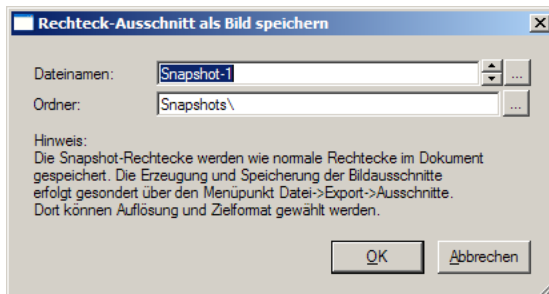 Rechteck-Ausschnitt als Bild speichern
Dateinamen: Snapshot-1 ...
Ordner: Snapshots\ ...
Hinweis:
Die Snapshot-Rechtecke werden wie normale Rechtecke im Dokument
gespeichert. Die Erzeugung und Speicherung der Bildausschnitte
erfolgt gesondert über den Menüpunkt Datei->Export->Ausschnitte.
Dort können Auflösung und Zielformat gewählt werden.
OK Abbrechen